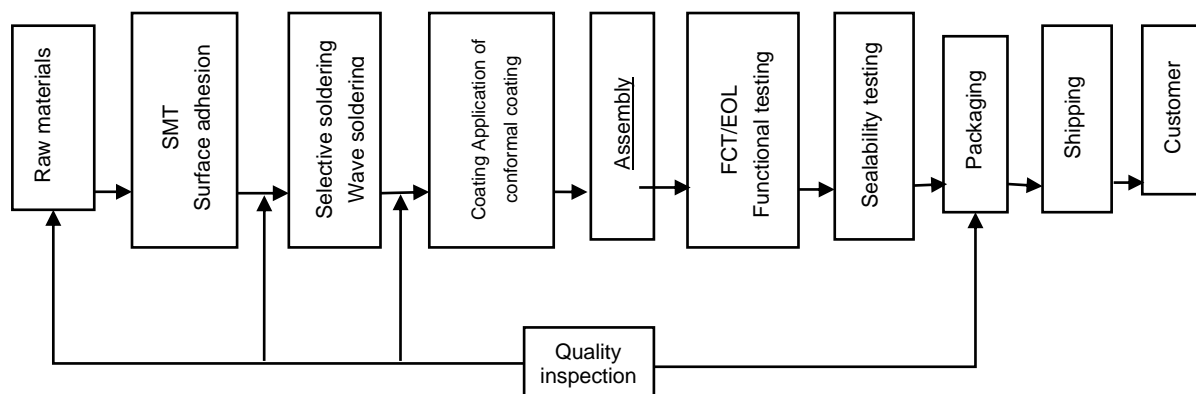 Raw materials
SMT
Surface adhesion
Selective soldering
Wave soldering
Coating Application of
conformal coating
Assembly
FCT/EOL
Functional testing
Sealability testing
Packaging
Shipping
Customer
Quality
inspection